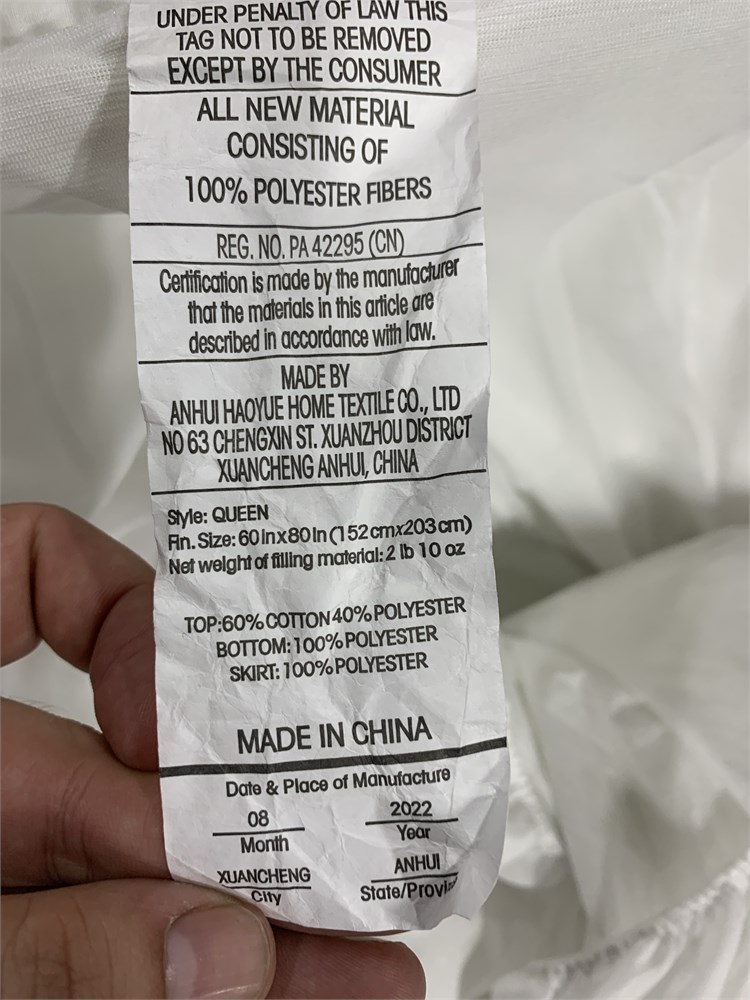 UNDER PENALTY OF LAW THIS
TAG NOT TO BE REMOVED
EXCEPT BY THE CONSUMER
ALL NEW MATERIAL
CONSISTING OF
100% POLYESTER FIBERS
REG. NO. PA 42295 (CN)
Certification is made by the manufacturer
that the materials in this article are
described in accordance with law.
MADE BY
ANHUI HAOYUE HOME TEXTILE CO., LTD
NO 63 CHENGXIN ST. XUANZHOU DISTRICT
XUANCHENG ANHUI, CHINA
Style: QUEEN
Fin. Size: 60inx80in (152cmx203cm)
Net weight of filling material: 2 lb 10 oz
TOP:60% COTTON 40% POLYESTER
BOTTOM:100% POLYESTER
SKIRT: 100% POLYESTER
MADE IN CHINA
Date & Place of Manufacture
08 2022
Month Year
XUANCHENG ANHUI
City State/Provin